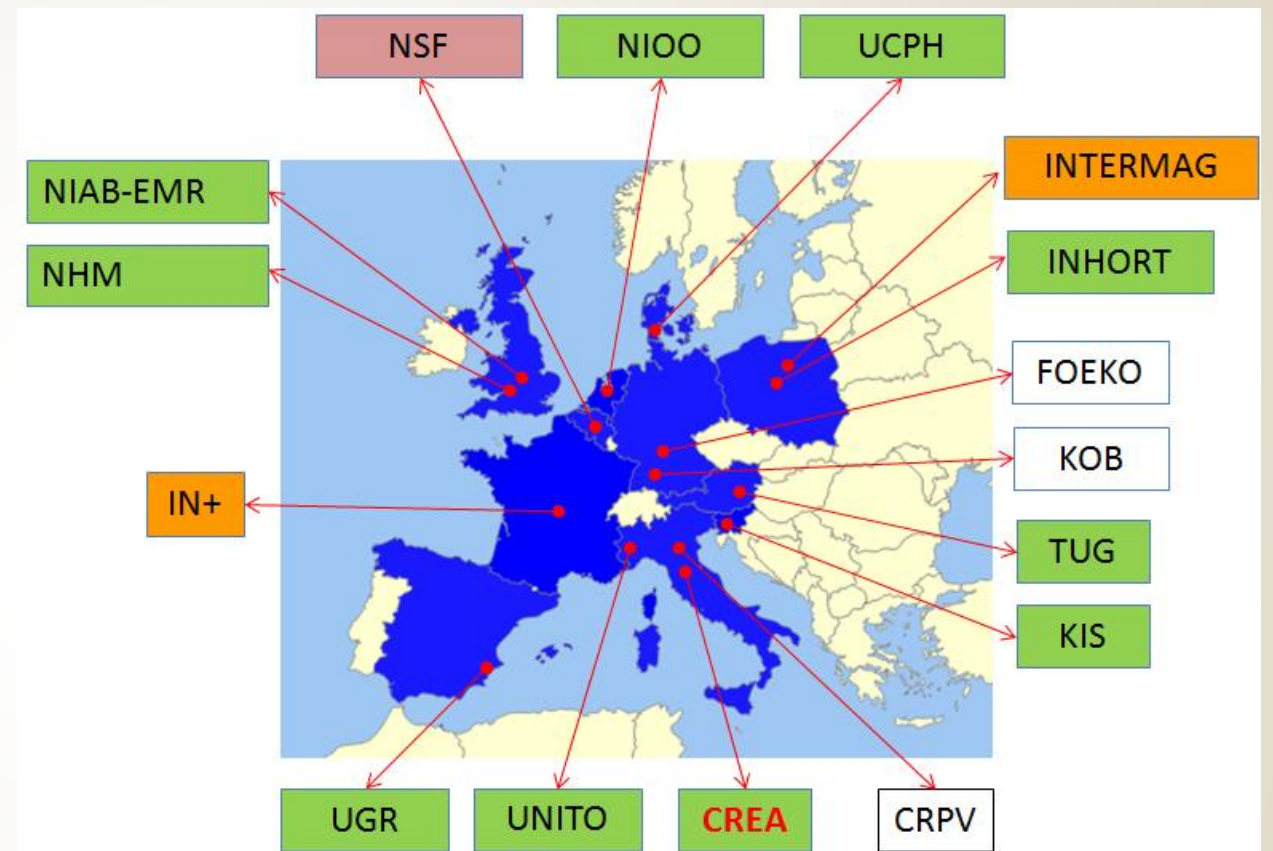 NSF
NIOO
UCPH
INTERMAG
NIAB-EMR
INHORT
NHM
FOEKO
KOB
IN+
TUG
KIS
UGR
UNITO
CREA
CRPV